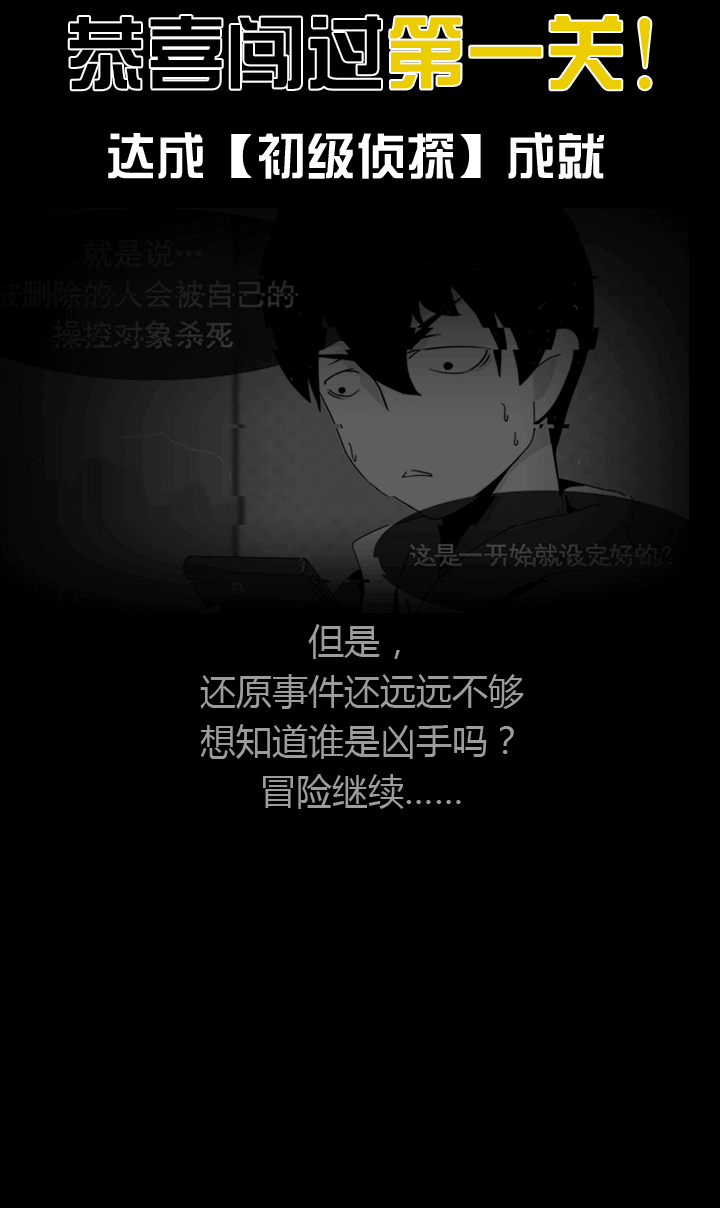 恭喜闯过第一关！
达成【初级侦探】成就
就是说…
被删除的人会被自己的
操控对象杀死
这是一开始就设定好的？
但是，
还原事件还远远不够
想知道谁是凶手吗？
冒险继续……